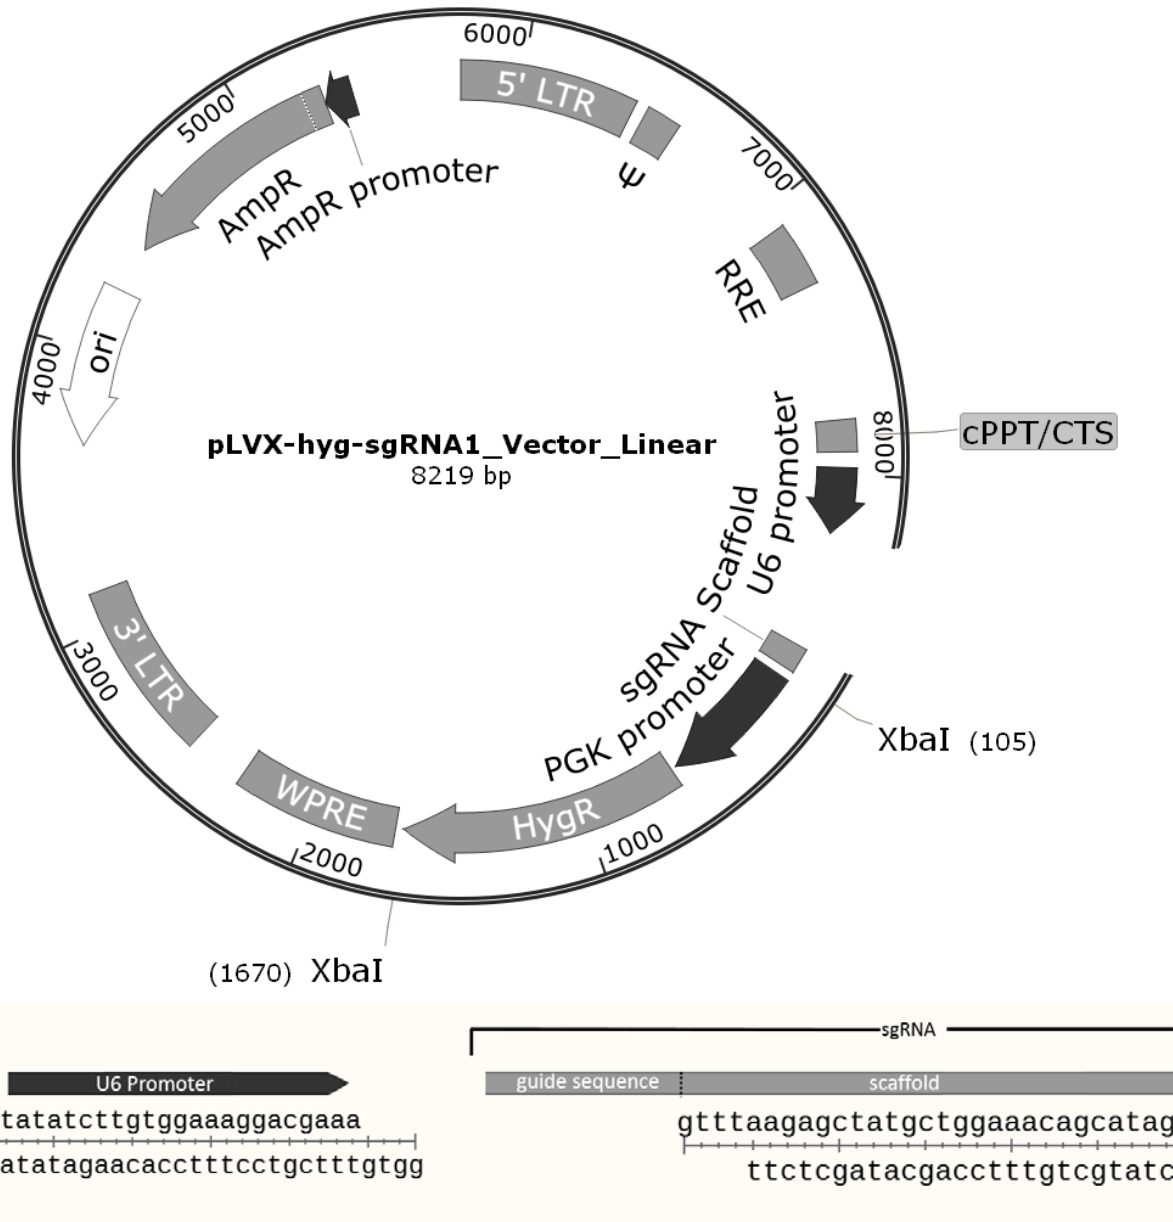 6000
5' LTR
Ψ
7000
RRE
8000
cPPT/CTS
U6 promoter
sgRNA Scaffold
PGK promoter
XbaI (105)
HygR
1000
WPRE
2000
(1670) XbaI
3' LTR
3000
ori
4000
AmpR
AmpR promoter
5000
pLVX-hyg-sgRNA1_Vector_Linear
8219 bp
sgRNA
U6 Promoter
guide sequence
scaffold
tatatcttgtggaaaggacgaaa
gtttaagagctatgctggaaacagcatag
atatagaacacctttcctgctttgtgg
ttctcgatacgacctttgtcgtatc